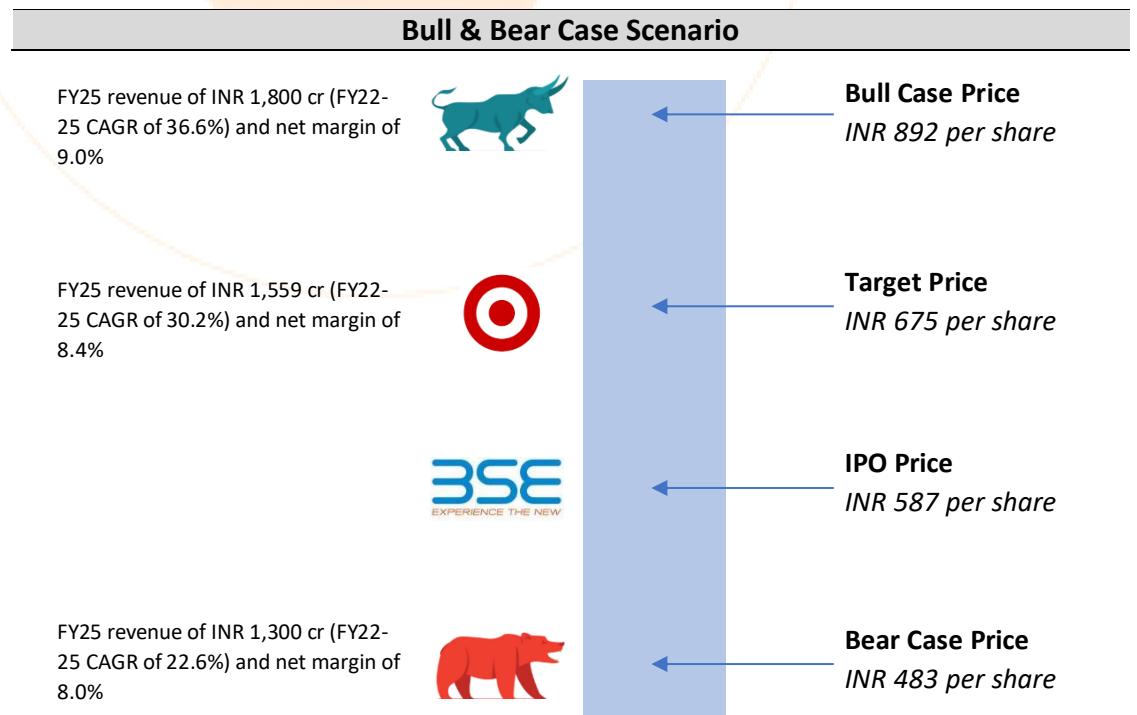 Bull & Bear Case Scenario
FY25 revenue of INR 1,800 cr (FY22-
25 CAGR of 36.6%) and net margin of
9.0%
Bull Case Price
INR 892 per share
FY25 revenue of INR 1,559 cr (FY22-
25 CAGR of 30.2%) and net margin of
8.4%
Target Price
INR 675 per share
BSE
EXPERIENCE THE NEW
IPO Price
INR 587 per share
FY25 revenue of INR 1,300 cr (FY22-
25 CAGR of 22.6%) and net margin of
8.0%
Bear Case Price
INR 483 per share